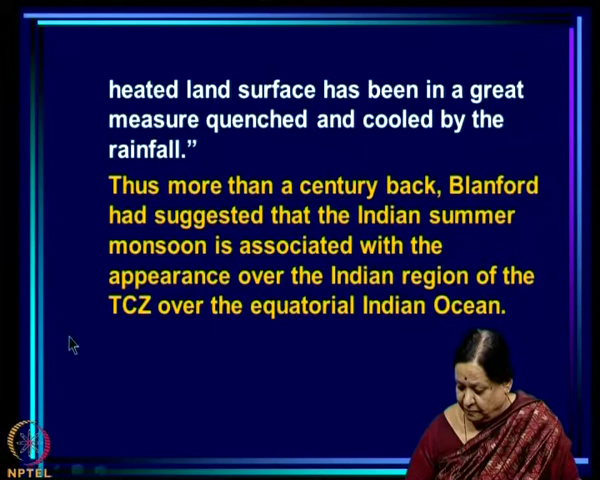 heated land surface has been in a great
measure quenched and cooled by the
rainfall.”
Thus more than a century back, Blanford
had suggested that the Indian summer
monsoon is associated with the
appearance over the Indian region of the
TCZ over the equatorial Indian Ocean.
NPTEL